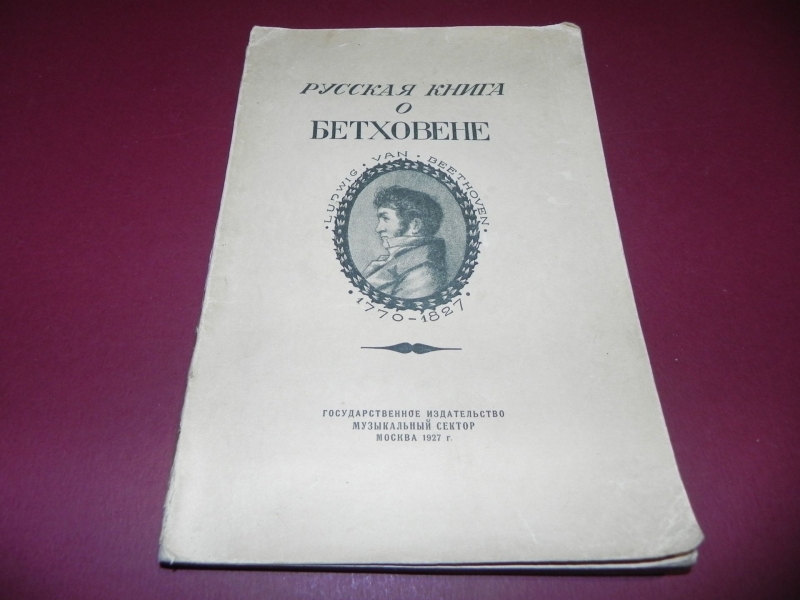 РУССКАЯ КНИГА
О
БЕТХОВЕНЕ
·LUDWIG·VAN·BEETHOVEN·
·1770-1827·
ГОСУДАРСТВЕННОЕ ИЗДАТЕЛЬСТВО
МУЗЫКАЛЬНЫЙ СЕКТОР
МОСКВА 1927 г.